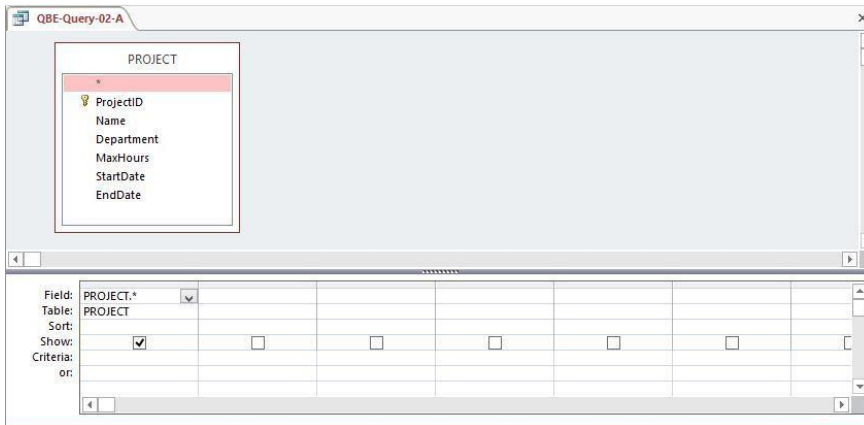 QBE-Query-02-A
PROJECT
*
ProjectID
Name
Department
MaxHours
StartDate
EndDate
Field: PROJECT.*
Table: PROJECT
Sort:
Show:
Criteria:
or: